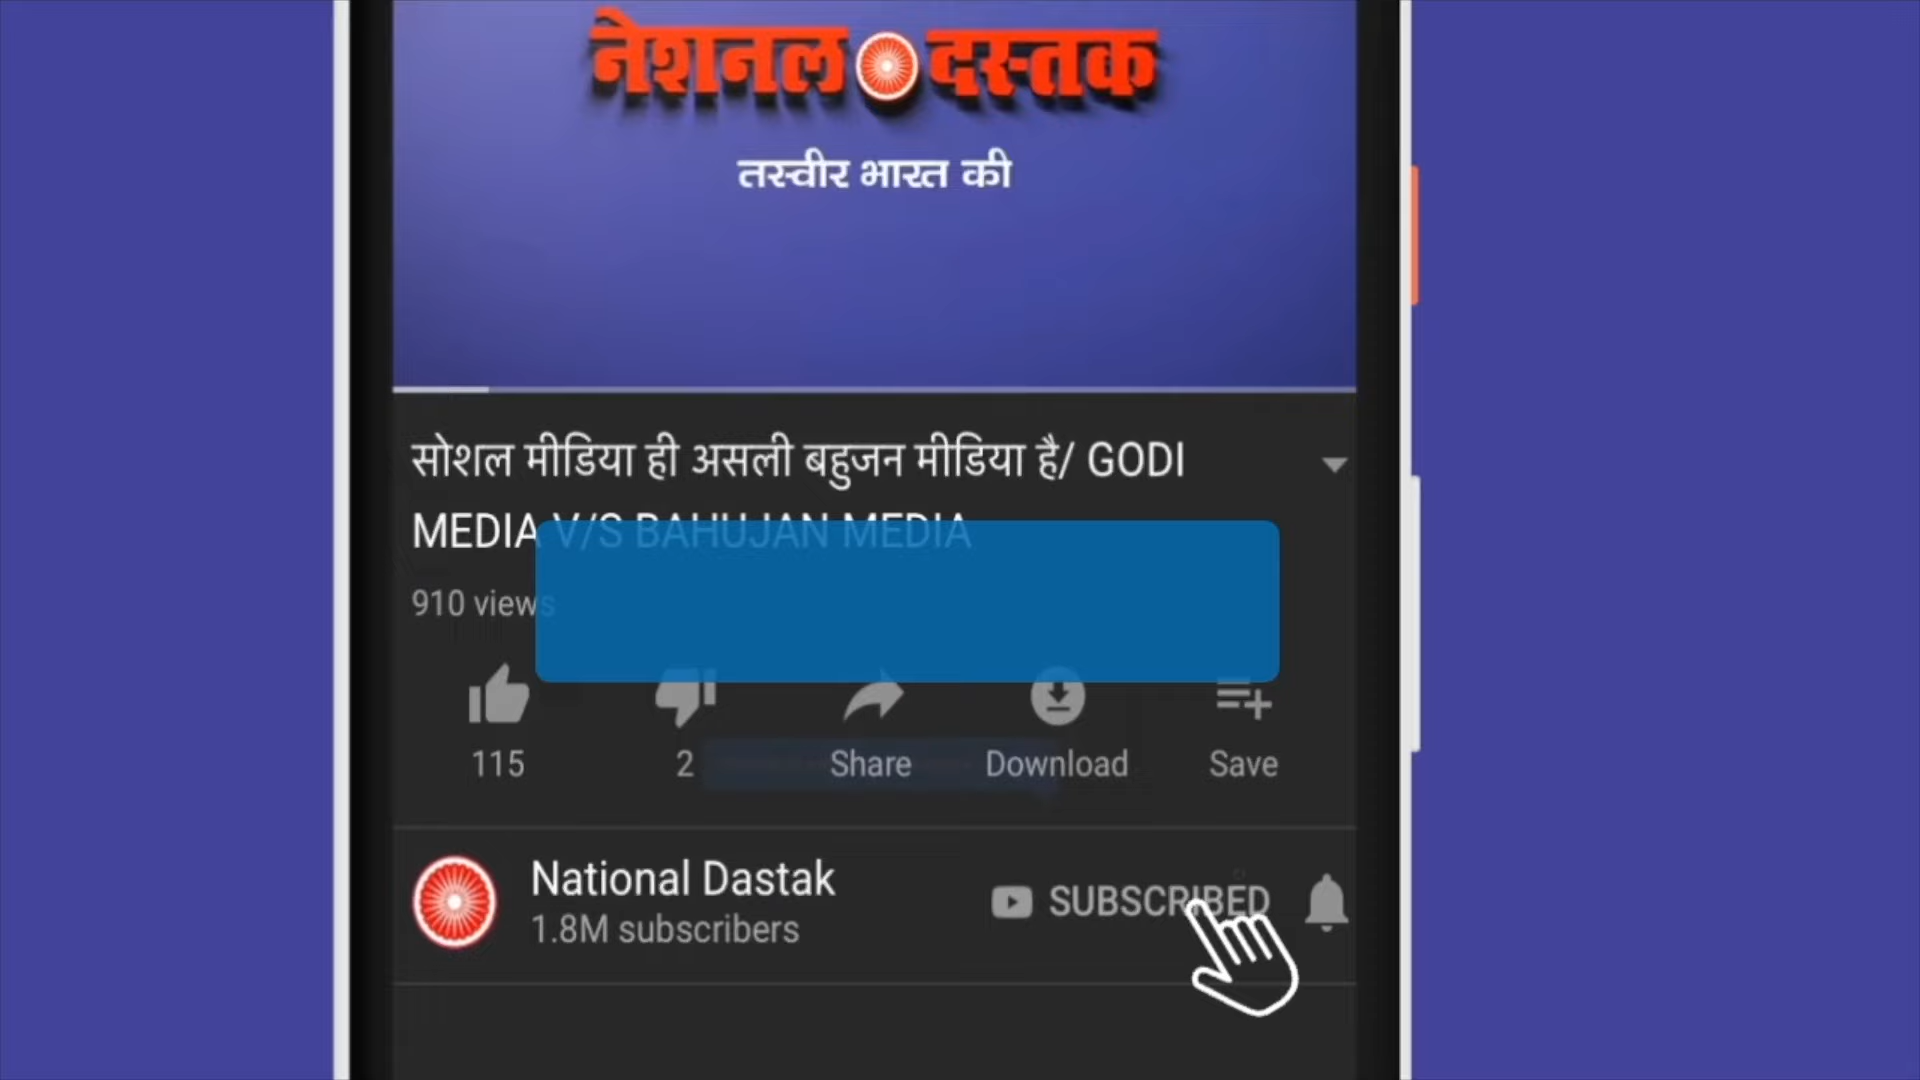 नेशनल दस्तक
तस्वीर भारत की
सोशल मीडिया ही असली बहुजन मीडिया है/ GODI
MEDIA V/S BAHUJAN MEDIA
910 views
115
2
Share
Download
Save
National Dastak
SUBSCRIBED
1.8M subscribers